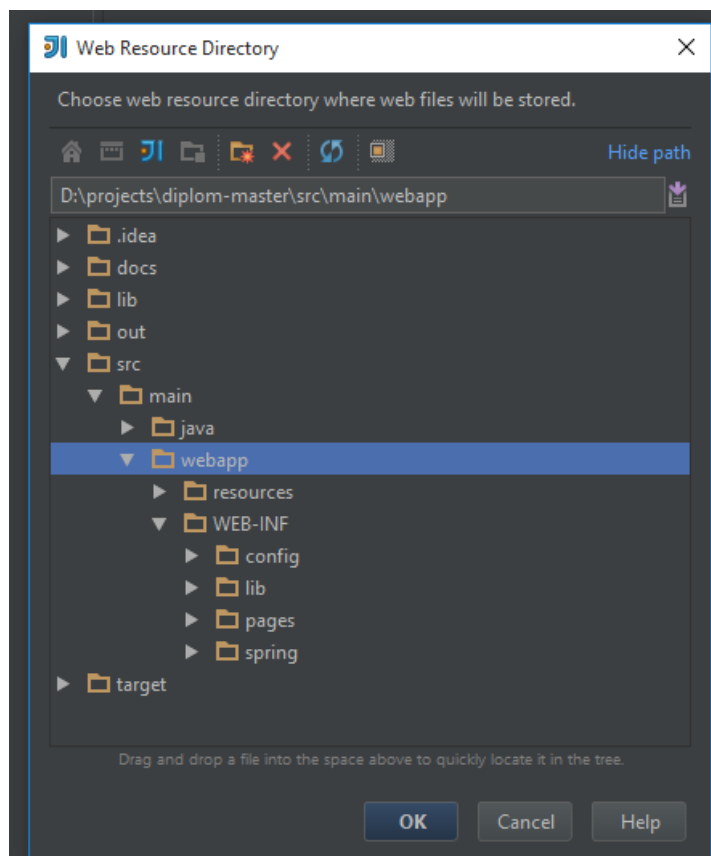 Web Resource Directory
Choose web resource directory where web files will be stored.
Hide path
D:\projects\diplom-master\src\main\webapp
.idea
docs
lib
out
src
main
java
webapp
resources
WEB-INF
config
lib
pages
spring
target
Drag and drop a file into the space above to quickly locate it in the tree.
OK Cancel Help